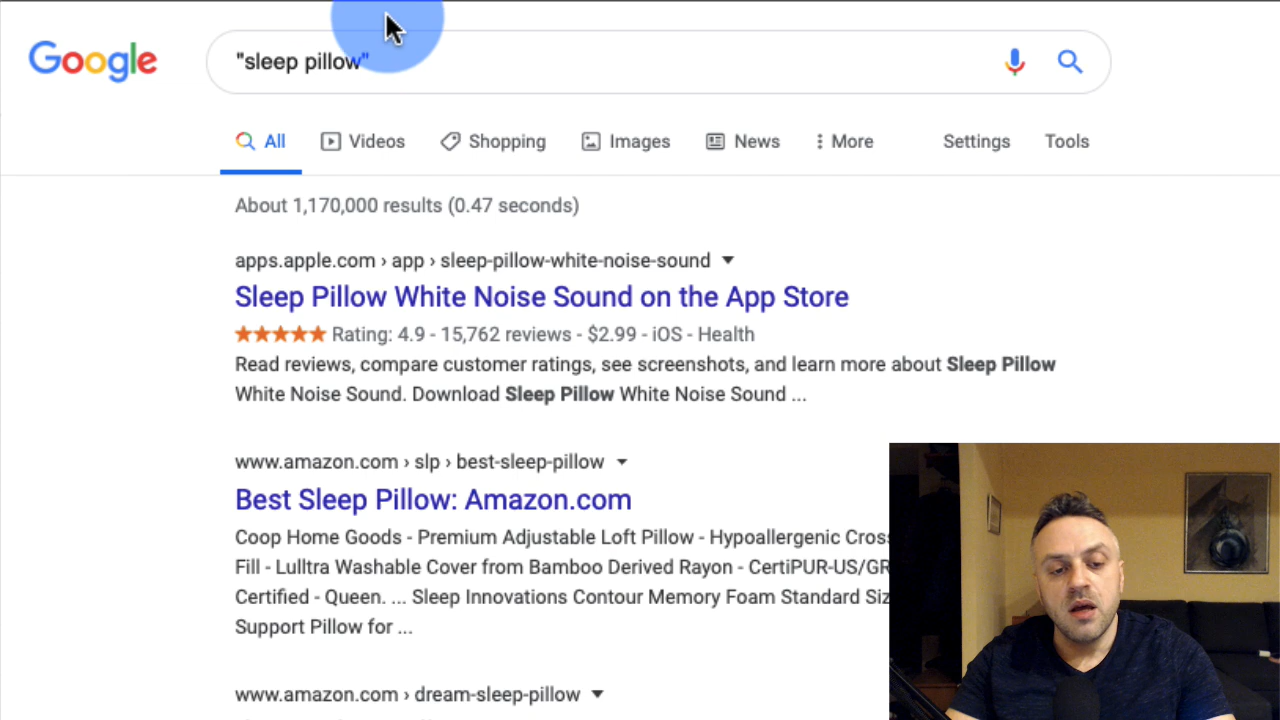 Google
"sleep pillow"
All Videos Shopping Images News More Settings Tools
About 1,170,000 results (0.47 seconds)
apps.apple.com › app › sleep-pillow-white-noise-sound
Sleep Pillow White Noise Sound on the App Store
Rating: 4.9 - 15,762 reviews - $2.99 - iOS - Health
Read reviews, compare customer ratings, see screenshots, and learn more about Sleep Pillow
White Noise Sound. Download Sleep Pillow White Noise Sound ...
www.amazon.com › slp › best-sleep-pillow
Best Sleep Pillow: Amazon.com
Coop Home Goods - Premium Adjustable Loft Pillow - Hypoallergenic Cross
Fill - Lulltra Washable Cover from Bamboo Derived Rayon - CertiPUR-US/GR
Certified - Queen. ... Sleep Innovations Contour Memory Foam Standard Siz
Support Pillow for ...
www.amazon.com › dream-sleep-pillow